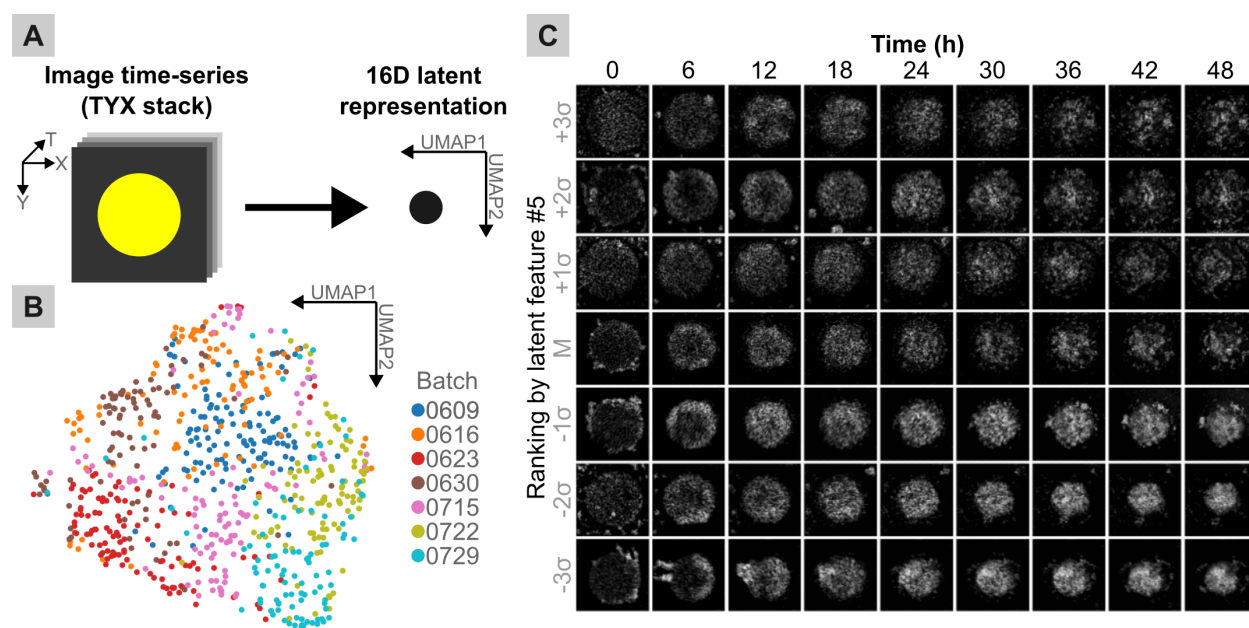 A
Image time-series
(TYX stack)
16D latent
representation
T
X
Y
UMAP1
UMAP2
B
UMAP1
UMAP2
Batch
0609
0616
0623
0630
0715
0722
0729
C
Time (h)
0 6 12 18 24 30 36 42 48
Ranking by latent feature #5
+3σ
+2σ
+1σ
M
-1σ
-2σ
-3σ